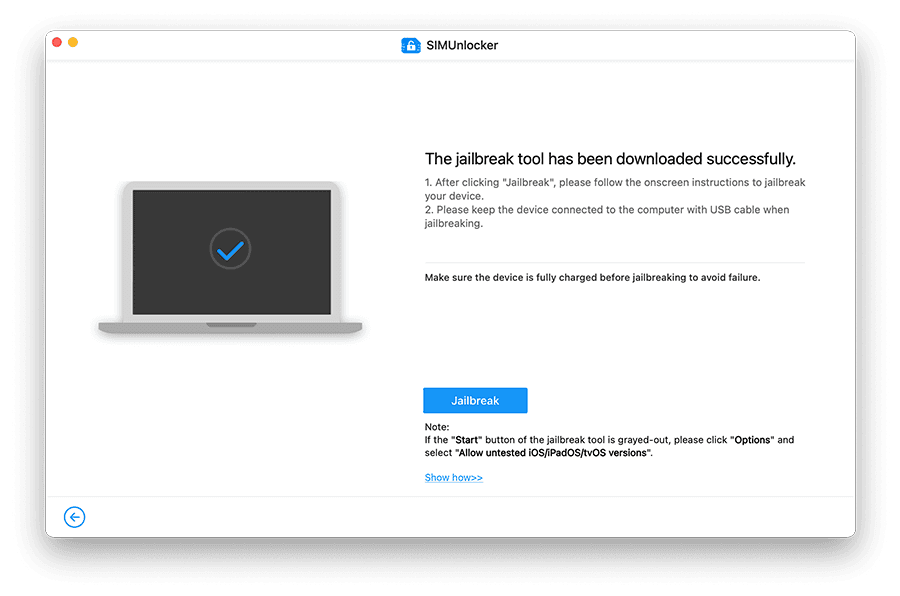 SIMUnlocker
The jailbreak tool has been downloaded successfully.
1. After clicking "Jailbreak", please follow the onscreen instructions to jailbreak
your device.
2. Please keep the device connected to the computer with USB cable when
jailbreaking.
Make sure the device is fully charged before jailbreaking to avoid failure.
Jailbreak
Note:
If the "Start" button of the jailbreak tool is grayed-out, please click "Options" and
select "Allow untested iOS/iPadOS/tvOS versions".
Show how>>